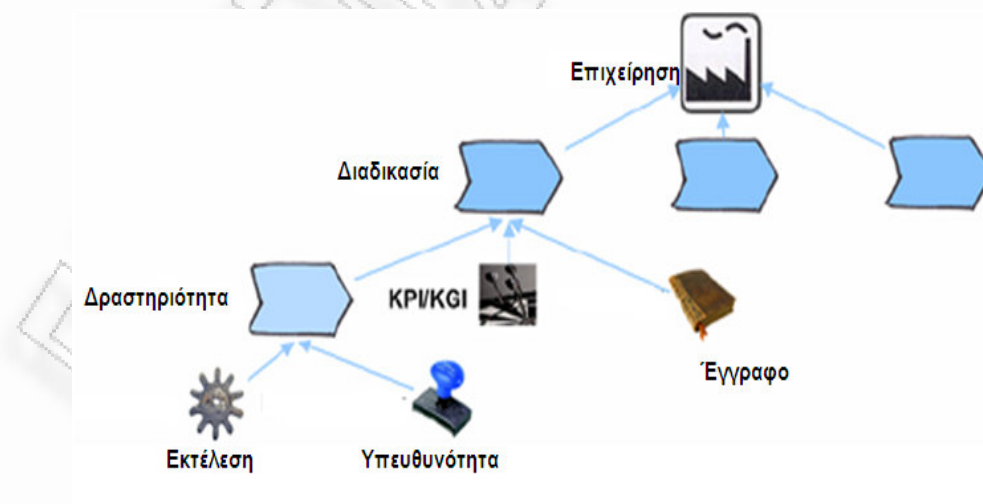 Επιχείρηση
Διαδικασία
Δραστηριότητα
KPI/KGI
Έγγραφο
Εκτέλεση
Υπευθυνότητα